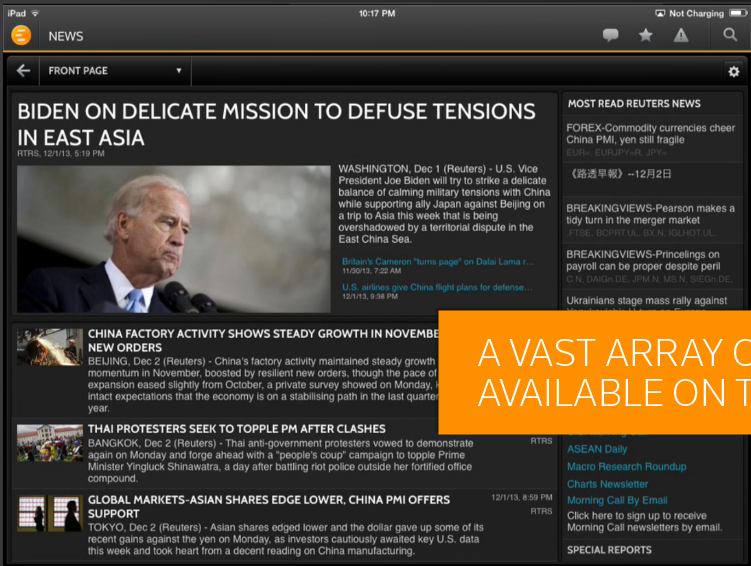 iPad
10:17 PM
Not Charging
NEWS
FRONT PAGE
BIDEN ON DELICATE MISSION TO DEFUSE TENSIONS
IN EAST ASIA
RTRS, 12/1/13, 5:19 PM
WASHINGTON, Dec 1 (Reuters) - U.S. Vice
President Joe Biden will try to strike a delicate
balance of calming military tensions with China
while supporting ally Japan against Beijing on
a trip to Asia this week that is being
overshadowed by a territorial dispute in the
East China Sea.
Britain's Cameron "turns page" on Dalai Lama r...
11/30/13, 7:22 AM
U.S. airlines give China flight plans for defense...
12/1/13, 9:38 PM
CHINA FACTORY ACTIVITY SHOWS STEADY GROWTH IN NOVEMBE
NEW ORDERS
BEIJING, Dec 2 (Reuters) - China's factory activity maintained steady growth
momentum in November, boosted by resilient new orders, though the pace of
expansion eased slightly from October, a private survey showed on Monday,
intact expectations that the economy is on a stabilising path in the last quarter
year.
THAI PROTESTERS SEEK TO TOPPLE PM AFTER CLASHES
BANGKOK, Dec 2 (Reuters) - Thai anti-government protesters vowed to demonstrate
again on Monday and forge ahead with a "people's coup" campaign to topple Prime
Minister Yingluck Shinawatra, a day after battling riot police outside her fortified office
compound.
RTRS
GLOBAL MARKETS-ASIAN SHARES EDGE LOWER, CHINA PMI OFFERS
SUPPORT
12/1/13, 8:59 PM
RTRS
TOKYO, Dec 2 (Reuters) - Asian shares edged lower and the dollar gave up some of its
recent gains against the yen on Monday, as investors cautiously awaited key U.S. data
this week and took heart from a decent reading on China manufacturing.
MOST READ REUTERS NEWS
FOREX-Commodity currencies cheer
China PMI, yen still fragile
EUR=, EURJPY=R, JPY=
《路透早報》--12月2日
BREAKINGVIEWS-Pearson makes a
tidy turn in the merger market
.FTSE, BCPRT.UL, BX.N, IGLHOT.UL,
BREAKINGVIEWS-Princelings on
payroll can be proper despite peril
C.N, DAIGn.DE, JPM.N, MS.N, SIEGn.DE,
Ukrainians stage mass rally against
A VAST ARRAY
AVAILABLE ON
ASEAN Daily
Macro Research Roundup
Charts Newsletter
Morning Call By Email
Click here to sign up to receive
Morning Call newsletters by email.
SPECIAL REPORTS